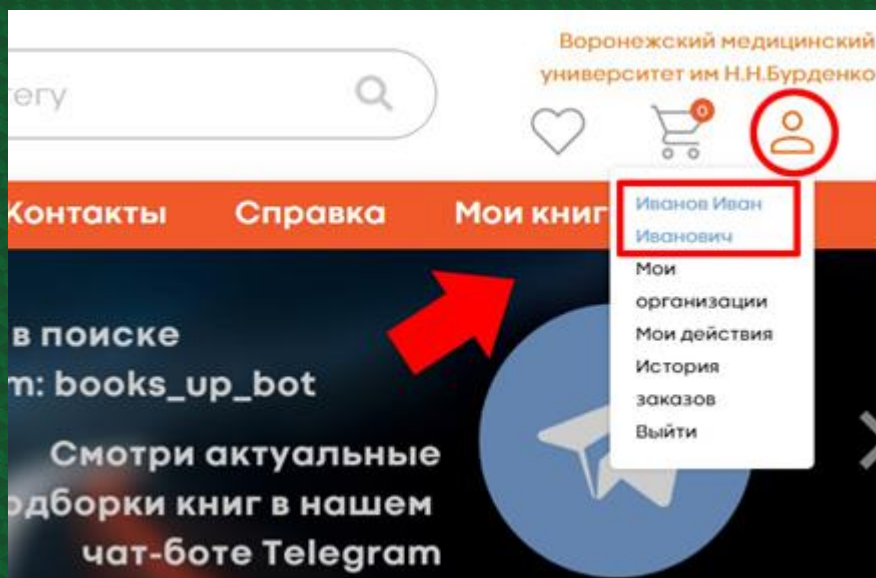 Воронежский медицинский
университет им Н.Н.Бурденко
тегу
0
Контакты Справка Мои книг
Иванов Иван
Иванович
Мои
организации
Мои действия
История
заказов
Выйти
в поиске
m: books_up_bot
Смотри актуальные
одборки книг в нашем
чат-боте Telegram